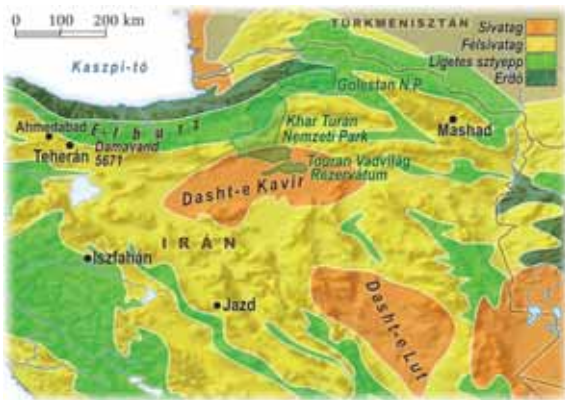 0 100 200 km
TÜRKMENISZTÁN
Sivatag
Félsivatag
Ligetes sztyepp
Erdő
Kaszpi-tó
Golestan N.P.
Ahmedabad
Elburz
Mashad
Teherán
Damavand
5671
Khar Turán
Nemzeti Park
Touran Vadvilág
Rezervátum
Dasht-e Kavir
IRÁN
Iszfahán
Jazd
Dasht-e Lut